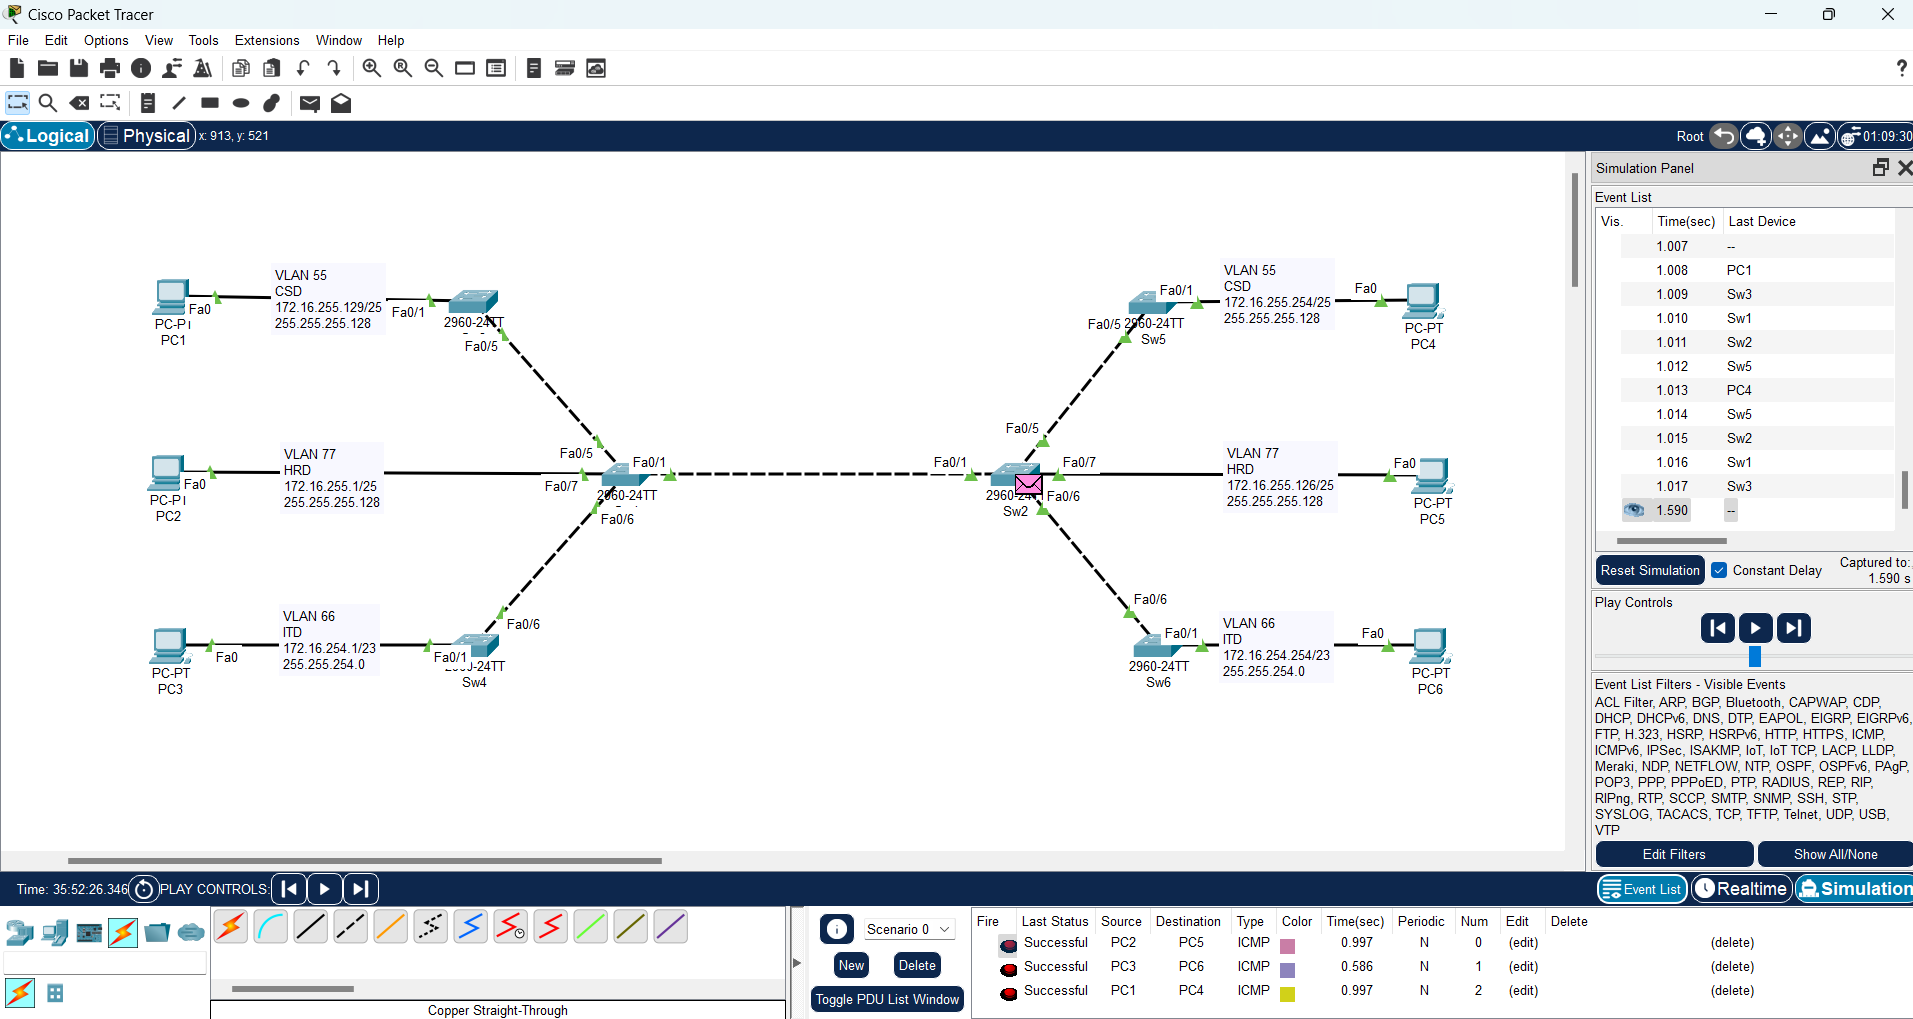 Cisco Packet Tracer
File Edit Options View Tools Extensions Window Help
?
Logical Physical x: 913, y: 521 Root 01:09:30
Simulation Panel
Event List
Vis. Time(sec) Last Device
1.007 --
1.008 PC1
1.009 Sw3
1.010 Sw1
1.011 Sw2
1.012 Sw5
1.013 PC4
1.014 Sw5
1.015 Sw2
1.016 Sw1
1.017 Sw3
1.590 --
Reset Simulation Constant Delay Captured to:
1.590 s
Play Controls
Event List Filters - Visible Events
ACL Filter, ARP, BGP, Bluetooth, CAPWAP, CDP,
DHCP, DHCPv6, DNS, DTP, EAPOL, EIGRP, EIGRPv6,
FTP, H.323, HSRP, HSRPv6, HTTP, HTTPS, ICMP,
ICMPv6, IPSec, ISAKMP, IoT, IoT TCP, LACP, LLDP,
Meraki, NDP, NETFLOW, NTP, OSPF, OSPFv6, PAgP,
POP3, PPP, PPPoED, PTP, RADIUS, REP, RIP,
RIPng, RTP, SCCP, SMTP, SNMP, SSH, STP,
SYSLOG, TACACS, TCP, TFTP, Telnet, UDP, USB,
VTP
Edit Filters Show All/None
Event List Realtime Simulation
Fa0
PC1
VLAN 55
CSD
172.16.255.129/25
255.255.255.128
Fa0/1
Fa0/5
Fa0
PC2
VLAN 77
HRD
172.16.255.1/25
255.255.255.128
Fa0/5
Fa0/7
Fa0/1
Fa0/6
PC-PT
PC3
Fa0
VLAN 66
ITD
172.16.254.1/23
255.255.254.0
Fa0/1
Fa0/6
Sw4
Fa0/1
Fa0/5
Fa0/7
Fa0/6
Sw2
Fa0/5
Fa0/1
Sw5
VLAN 55
CSD
172.16.255.254/25
255.255.255.128
Fa0
PC-PT
PC4
VLAN 77
HRD
172.16.255.126/25
255.255.255.128
Fa0
PC-PT
PC5
Fa0/6
Fa0/1
2960-24TT
Sw6
VLAN 66
ITD
172.16.254.254/23
255.255.254.0
Fa0
PC-PT
PC6
Time: 35:52:26.346 PLAY CONTROLS:
Copper Straight-Through
Scenario 0
New Delete
Toggle PDU List Window
Fire Last Status Source Destination Type Color Time(sec) Periodic Num Edit Delete
Successful PC2 PC5 ICMP 0.997 N 0 (edit) (delete)
Successful PC3 PC6 ICMP 0.586 N 1 (edit) (delete)
Successful PC1 PC4 ICMP 0.997 N 2 (edit) (delete)